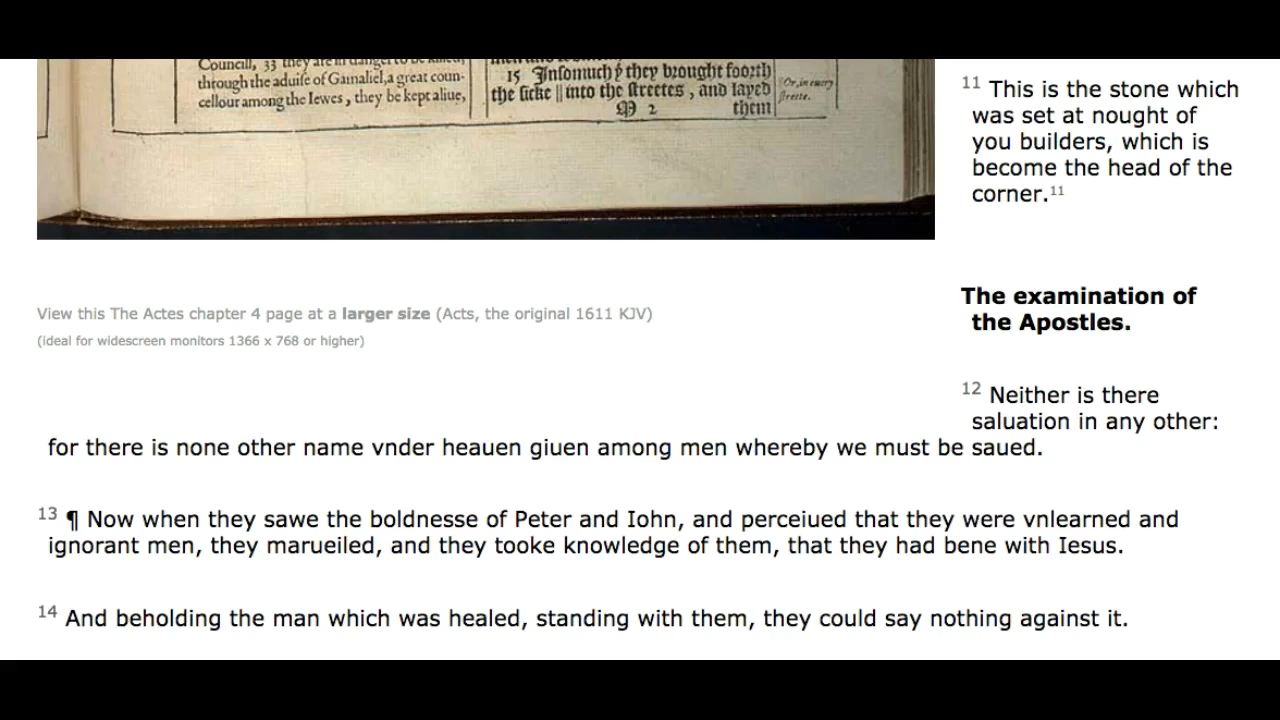 Councill, 33 they are in danger to be killed,
through the aduise of Gamaliel, a great coun-
cellour among the Iewes, they be kept aliue,
15 Insomuch þͭ they brought foorth
the sicke || into the streetes, and layed
M 2 them
Or, in euery
streete.
11 This is the stone which
was set at nought of
you builders, which is
become the head of the
corner.11
View this The Actes chapter 4 page at a larger size (Acts, the original 1611 KJV)
(ideal for widescreen monitors 1366 x 768 or higher)
The examination of
the Apostles.
12 Neither is there
saluation in any other:
for there is none other name vnder heauen giuen among men whereby we must be saued.
13 ¶ Now when they sawe the boldnesse of Peter and Iohn, and perceiued that they were vnlearned and
ignorant men, they marueiled, and they tooke knowledge of them, that they had bene with Iesus.
14 And beholding the man which was healed, standing with them, they could say nothing against it.